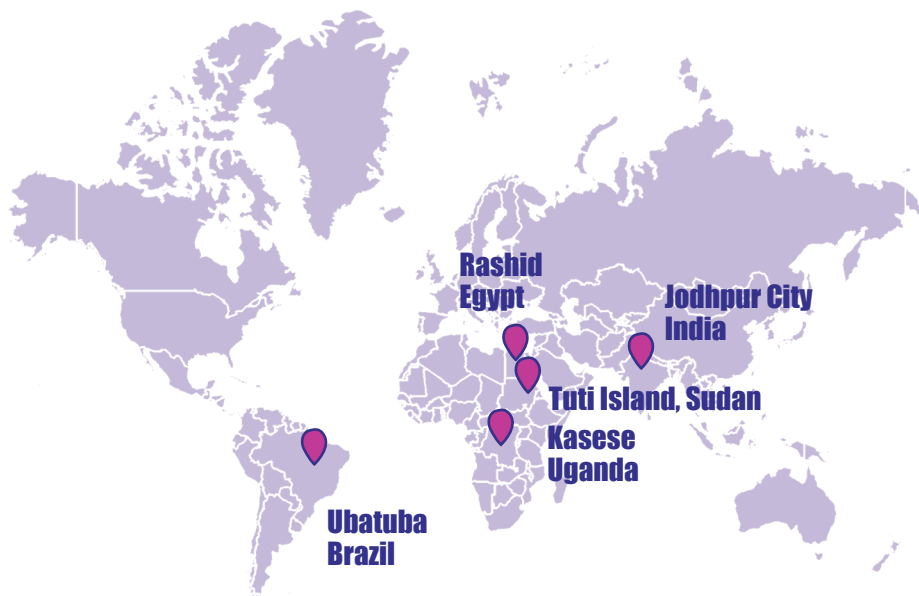 Rashid
Egypt
Jodhpur City
India
Tuti Island, Sudan
Kasese
Uganda
Ubatuba
Brazil